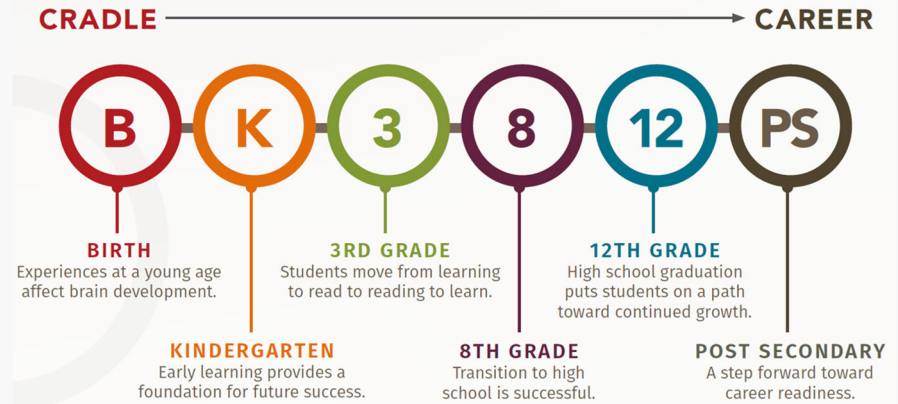 CRADLE
CAREER
B
K
3
8
12
PS
BIRTH
Experiences at a young age
affect brain development.
3RD GRADE
Students move from learning
to read to reading to learn.
12TH GRADE
High school graduation
puts students on a path
toward continued growth.
KINDERGARTEN
Early learning provides a
foundation for future success.
8TH GRADE
Transition to high
school is successful.
POST SECONDARY
A step forward toward
career readiness.